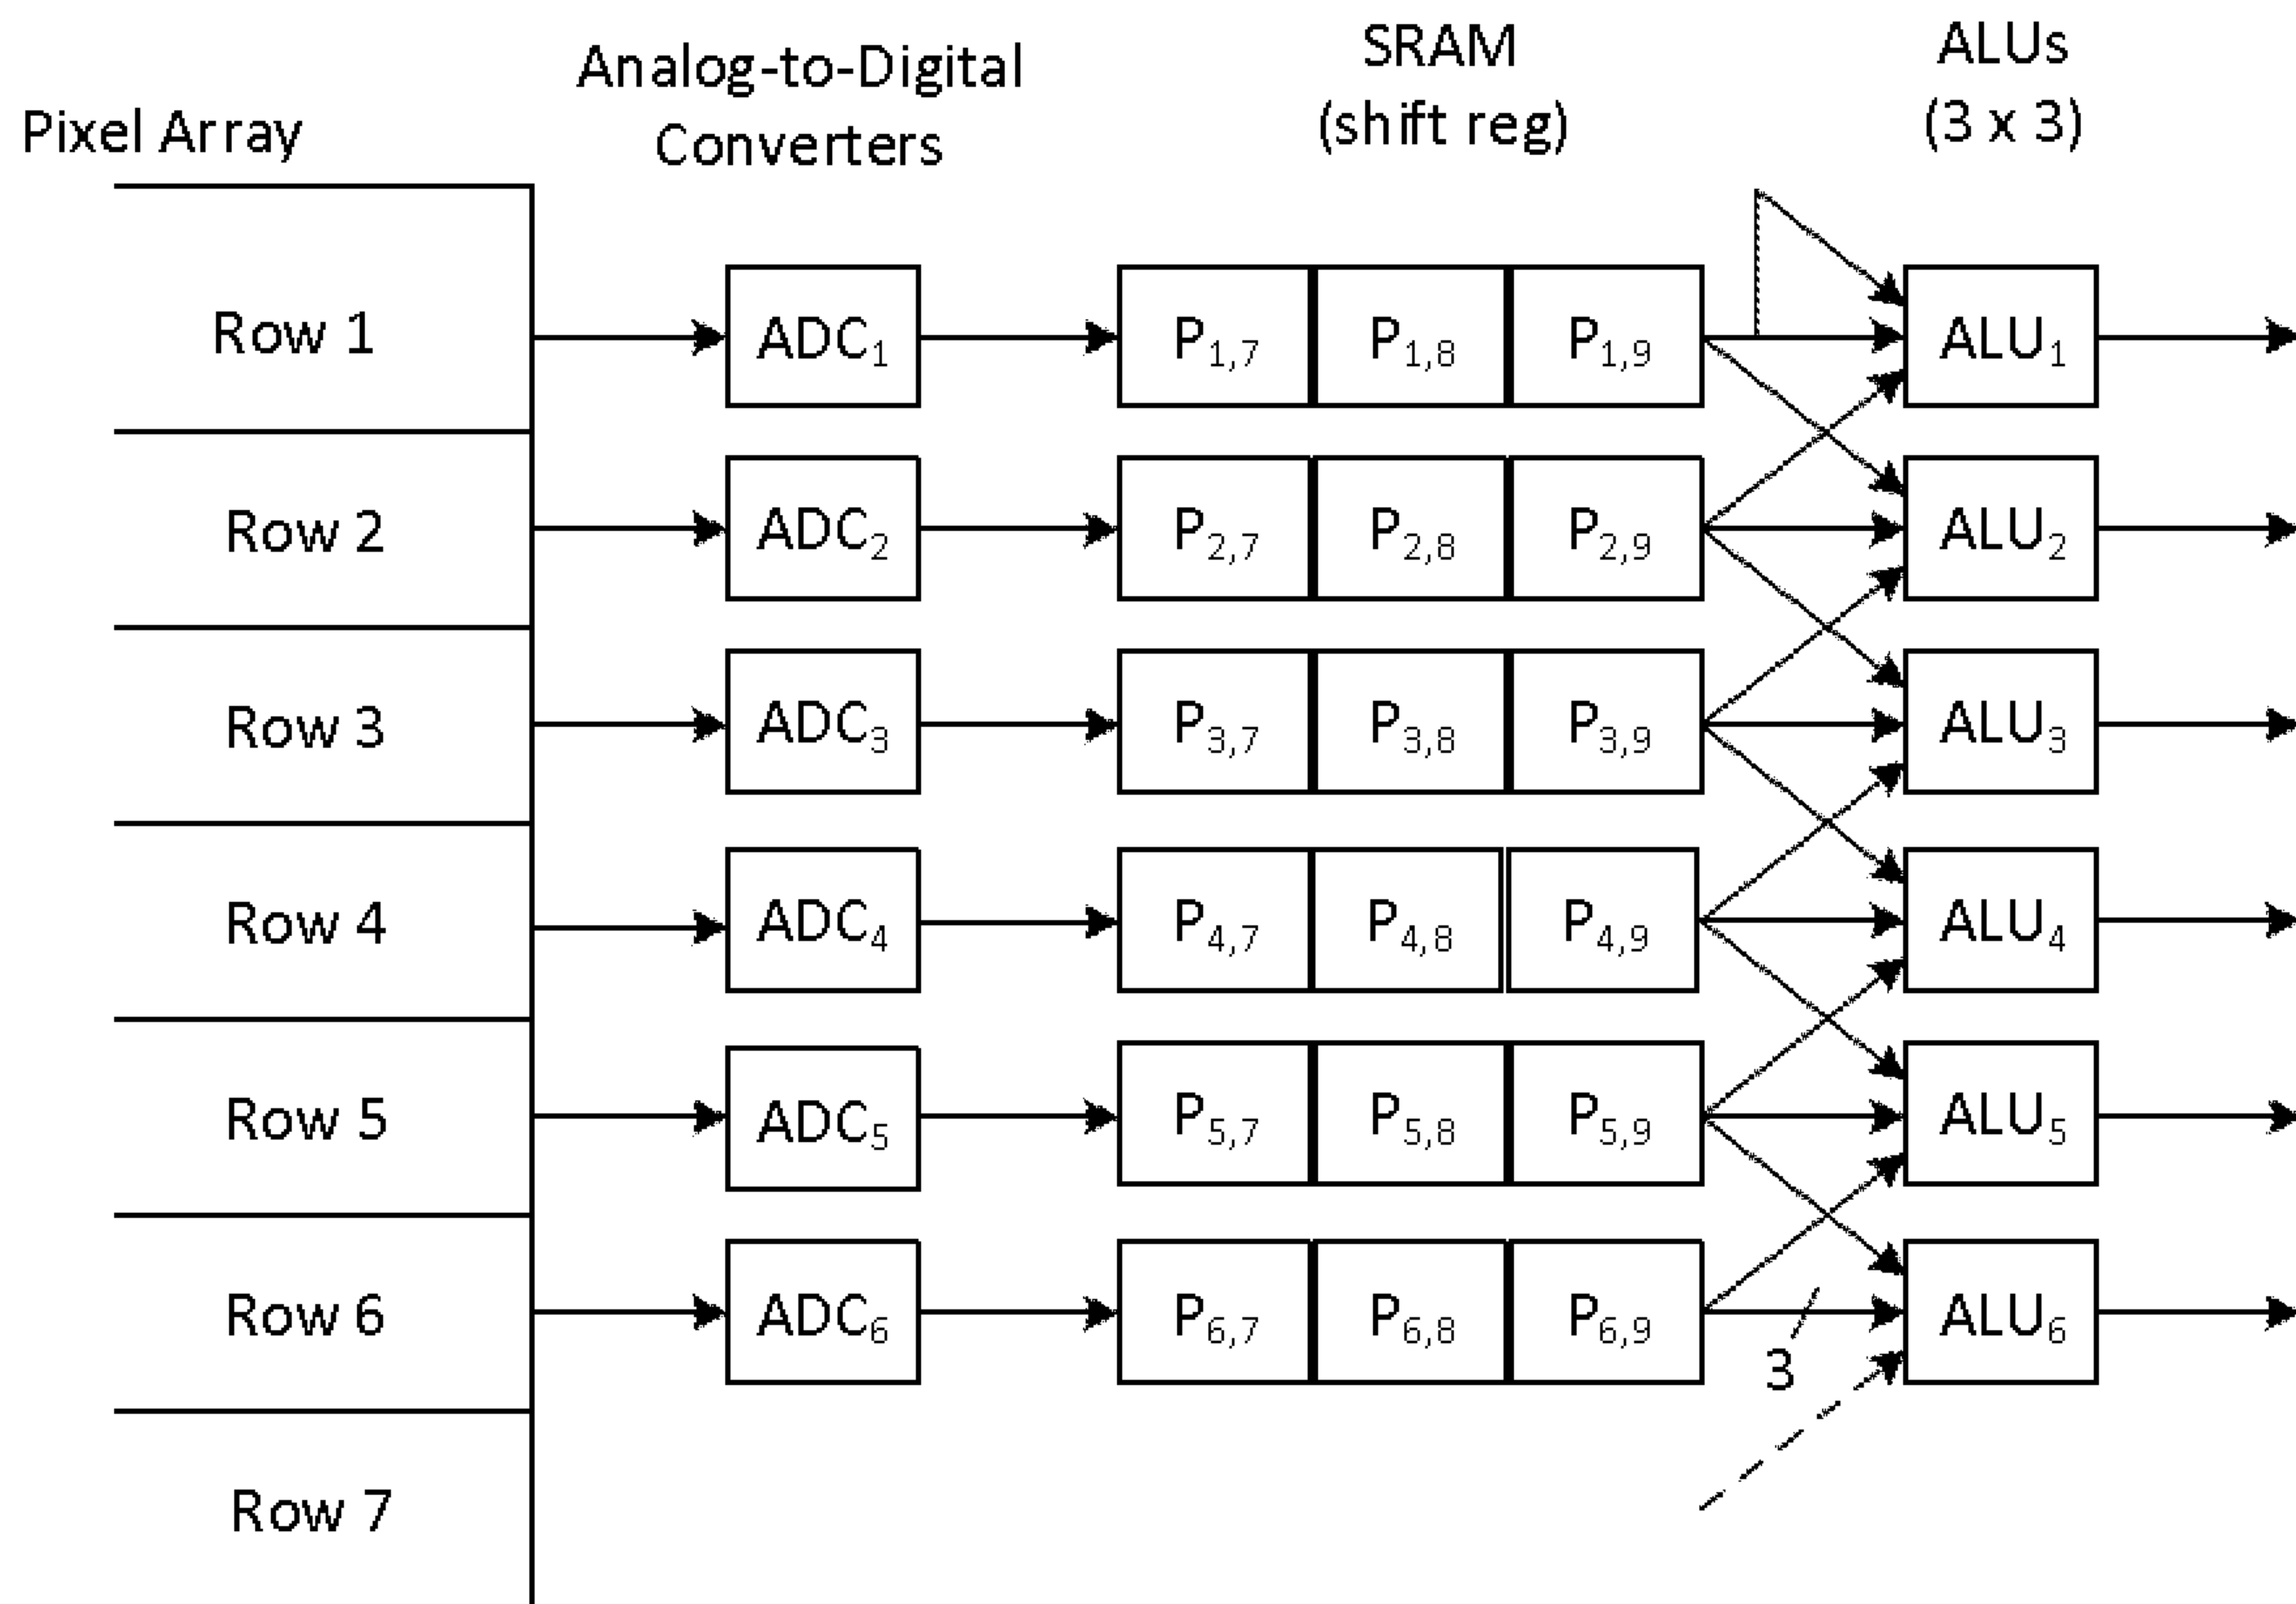 Pixel Array
Analog-to-Digital
Converters
SRAM
(shift reg)
ALUs
(3 x 3)
Row 1 ADC1 P1,7 P1,8 P1,9 ALU1
Row 2 ADC2 P2,7 P2,8 P2,9 ALU2
Row 3 ADC3 P3,7 P3,8 P3,9 ALU3
Row 4 ADC4 P4,7 P4,8 P4,9 ALU4
Row 5 ADC5 P5,7 P5,8 P5,9 ALU5
Row 6 ADC6 P6,7 P6,8 P6,9 ALU6
3
Row 7